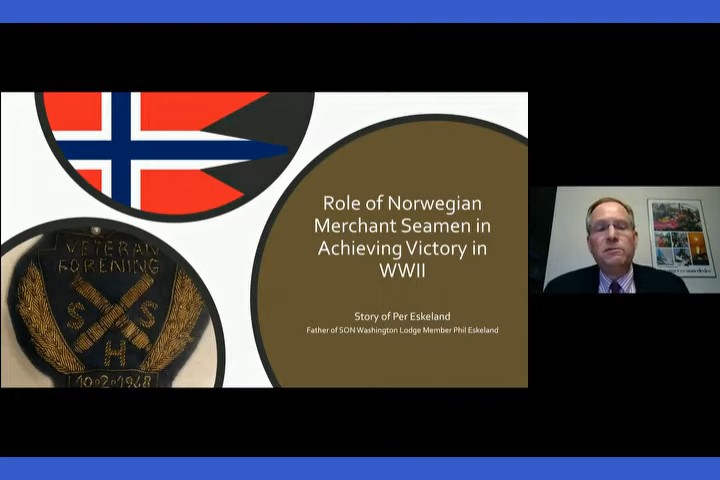 Role of Norwegian
Merchant Seamen in
Achieving Victory in
WWII
Story of Per Eskeland
Father of SON Washington Lodge Member Phil Eskeland
VETERAN
FORENING
S S
H
10·2·1948